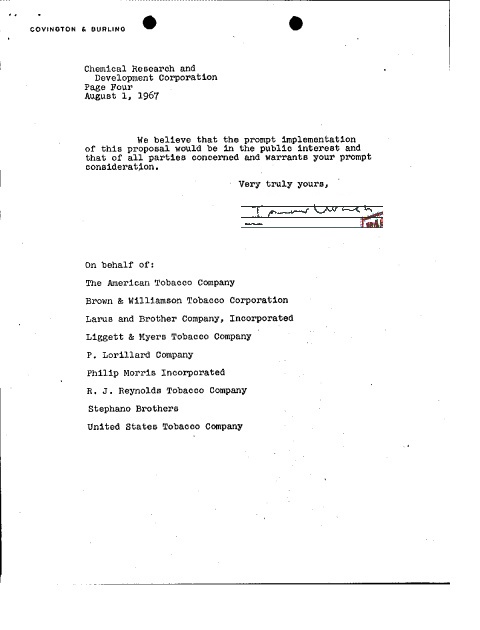 COVINGTON & BURLING
Chemical Research and
Development Corporation
Page Four
August 1, 1967
We believe that the prompt implementation
of this proposal would be in the public interest and
that of all parties concerned and warrants your prompt
consideration.
Very truly yours,
On behalf of:
The American Tobacco Company
Brown & Williamson Tobacco Corporation
Larus and Brother Company, Incorporated
Liggett & Myers Tobacco Company
P. Lorillard Company
Philip Morris Incorporated
R. J. Reynolds Tobacco Company
Stephano Brothers
United States Tobacco Company